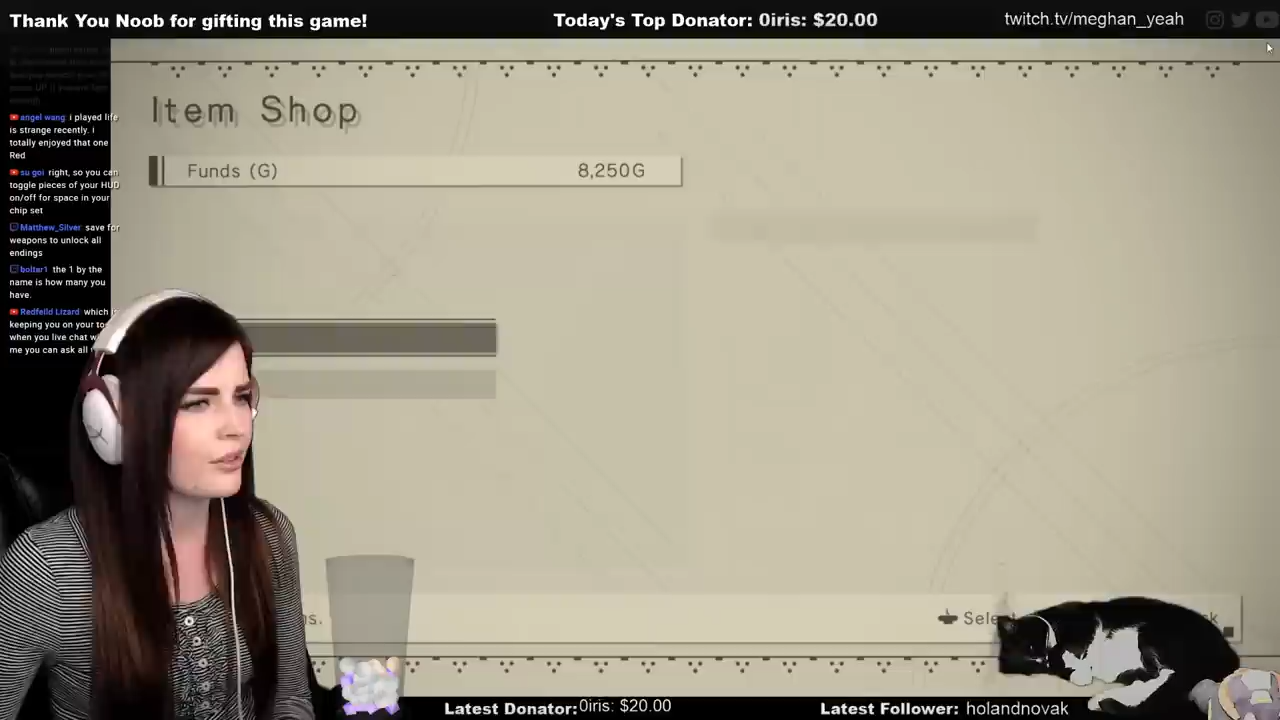 Thank You Noob for gifting this game!
Today's Top Donator: 0iris: $20.00
twitch.tv/meghan_yeah
angel wang i played life
is strange recently. i
totally enjoyed that one
Red
su goi right, so you can
toggle pieces of your HUD
on/off for space in your
chip set
Matthew_Silver save for
weapons to unlock all
endings
boltar1 the 1 by the
name is how many you
have.
Redfeild Lizard which
keeping you on your
when you live chat
me you can ask all
Item Shop
Funds (G) 8,250G
Latest Donator: 0iris: $20.00
Latest Follower: holandnovak